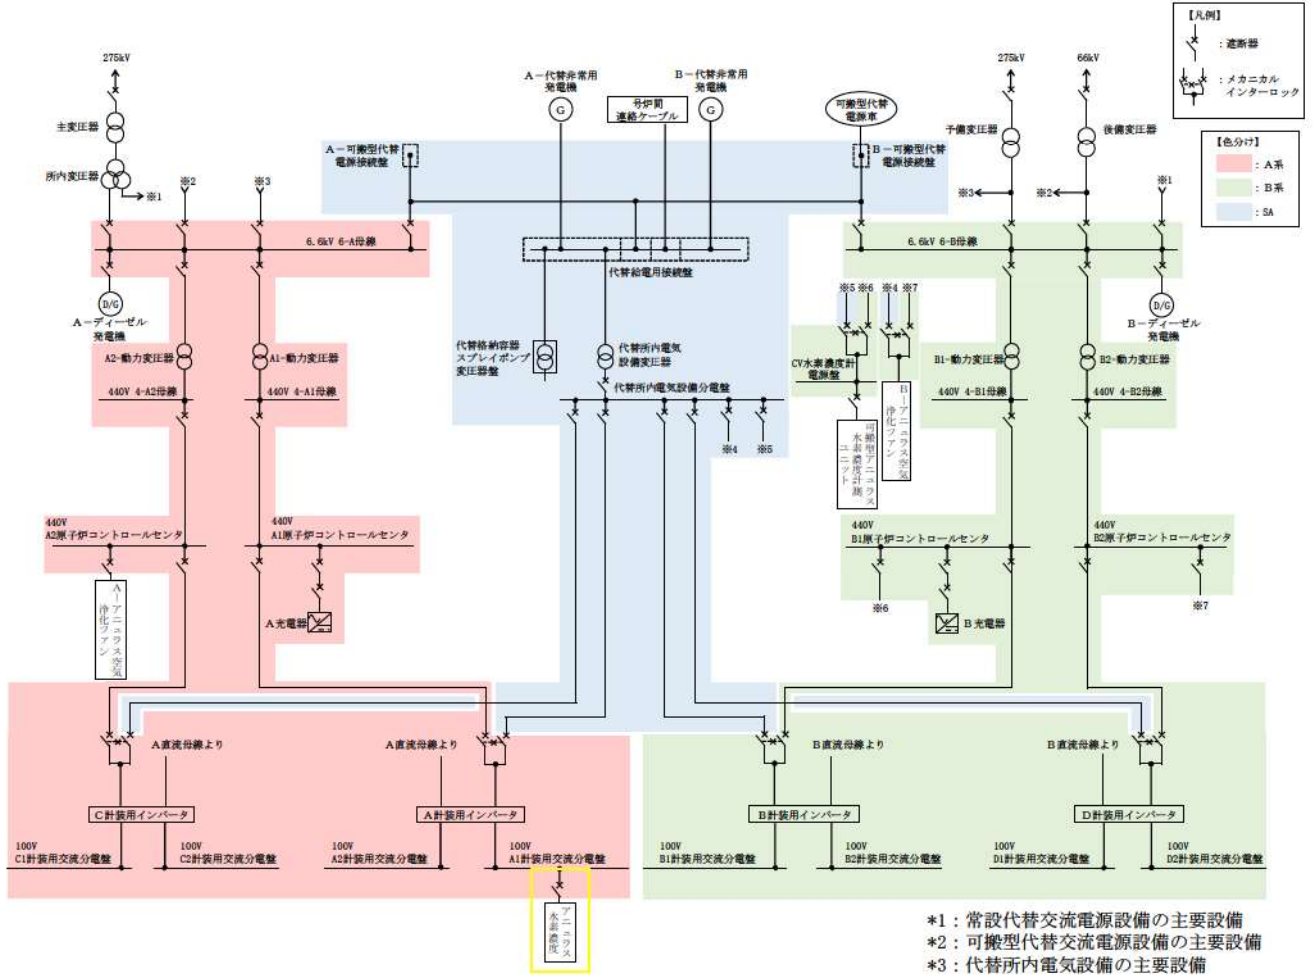 【凡例】
：遮断器
：メカニカル
インターロック
【色分け】
：A系
：B系
：SA
275kV
主変圧器
所内変圧器
※1
※2
※3
6.6kV 6-A母線
D/G
A－ディーゼル
発電機
A2-動力変圧器
A1-動力変圧器
440V 4-A2母線
440V 4-A1母線
440V
A2原子炉コントロールセンタ
440V
A1原子炉コントロールセンタ
A－アニュラス空気
浄化ファン
A充電器
A－代替非常用
発電機
G
号炉間
連絡ケーブル
B－代替非常用
発電機
G
可搬型代替
電源車
A－可搬型代替
電源接続盤
B－可搬型代替
電源接続盤
代替給電用接続盤
代替格納容器
スプレイポンプ
変圧器盤
代替所内電気
設備変圧器
代替所内電気設備分電盤
※4
※5
275kV
66kV
予備変圧器
後備変圧器
※3
※2
※1
6.6kV 6-B母線
D/G
B－ディーゼル
発電機
※5
※6
※4
※7
CV水素濃度計
電源盤
可搬型アニュラス
水素濃度計測
ユニット
B－アニュラス空気
浄化ファン
B1-動力変圧器
B2-動力変圧器
440V 4-B1母線
440V 4-B2母線
440V
B1原子炉コントロールセンタ
440V
B2原子炉コントロールセンタ
※6
B充電器
※7
A直流母線より
A直流母線より
B直流母線より
B直流母線より
C計装用インバータ
A計装用インバータ
B計装用インバータ
D計装用インバータ
100V
C1計装用交流分電盤
100V
C2計装用交流分電盤
100V
A2計装用交流分電盤
100V
A1計装用交流分電盤
100V
B1計装用交流分電盤
100V
B2計装用交流分電盤
100V
D1計装用交流分電盤
100V
D2計装用交流分電盤
アニュラス
水素濃度
*1：常設代替交流電源設備の主要設備
*2：可搬型代替交流電源設備の主要設備
*3：代替所内電気設備の主要設備